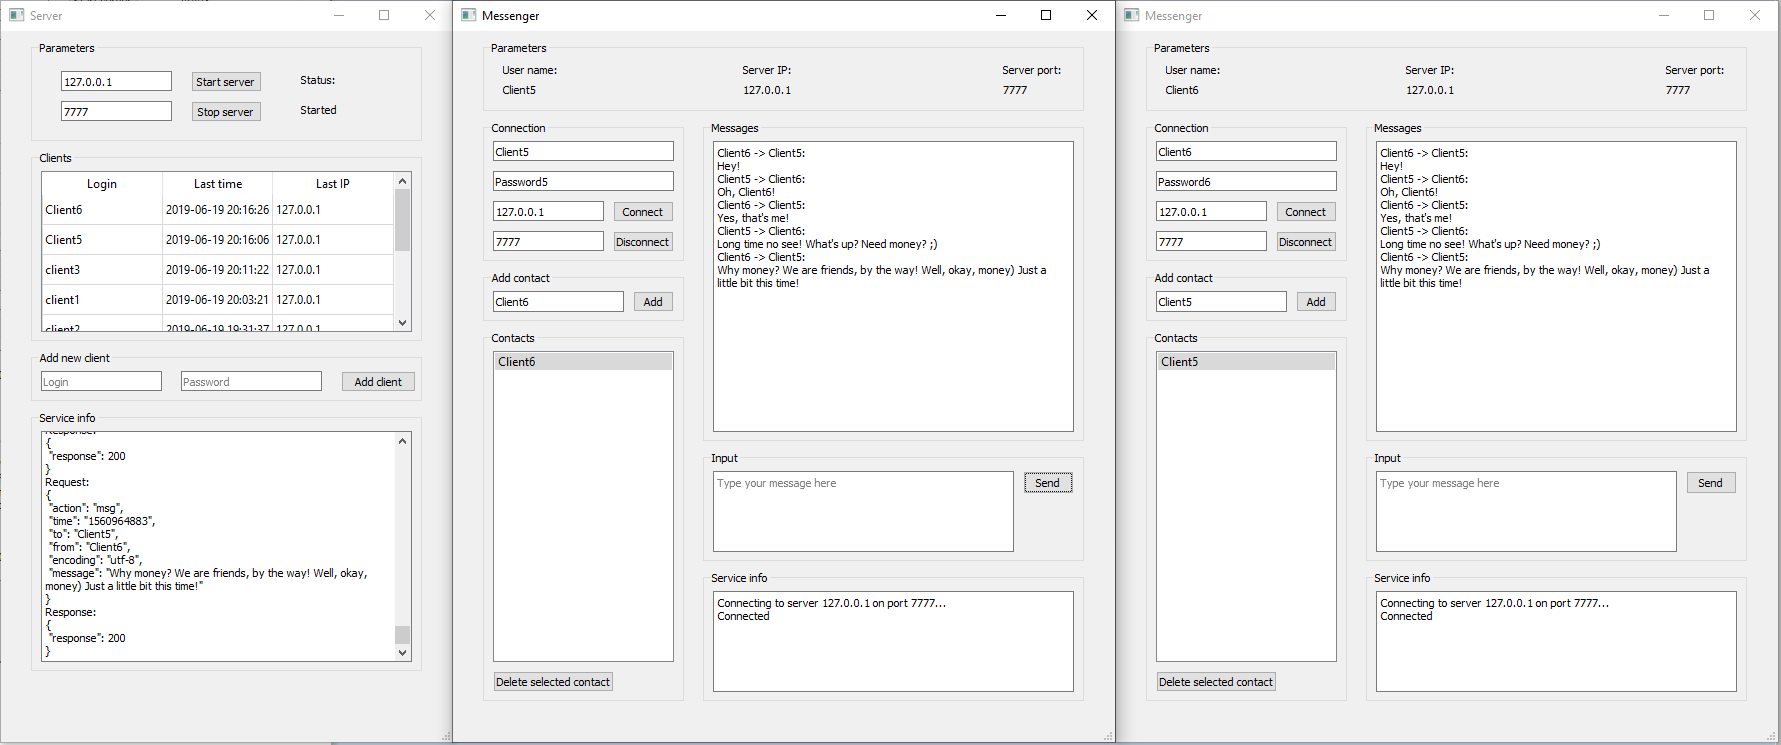 Server
Parameters
127.0.0.1
Start server
Status:
7777
Stop server
Started
Clients
Login Last time Last IP
Client6 2019-06-19 20:16:26 127.0.0.1
Client5 2019-06-19 20:16:06 127.0.0.1
client3 2019-06-19 20:11:22 127.0.0.1
client1 2019-06-19 20:03:21 127.0.0.1
client2 2019-06-19 19:31:37 127.0.0.1
Add new client
Login
Password
Add client
Service info
Response:
{
"response": 200
}
Request:
{
"action": "msg",
"time": "1560964883",
"to": "Client5",
"from": "Client6",
"encoding": "utf-8",
"message": "Why money? We are friends, by the way! Well, okay,
money) Just a little bit this time!"
}
Response:
{
"response": 200
}
Messenger
Parameters
User name: Server IP: Server port:
Client5 127.0.0.1 7777
Connection
Client5
Password5
127.0.0.1
Connect
7777
Disconnect
Add contact
Client6
Add
Contacts
Client6
Delete selected contact
Messages
Client6 -> Client5:
Hey!
Client5 -> Client6:
Oh, Client6!
Client6 -> Client5:
Yes, that's me!
Client5 -> Client6:
Long time no see! What's up? Need money? ;)
Client6 -> Client5:
Why money? We are friends, by the way! Well, okay, money) Just a
little bit this time!
Input
Type your message here
Send
Service info
Connecting to server 127.0.0.1 on port 7777...
Connected
Messenger
Parameters
User name: Server IP: Server port:
Client6 127.0.0.1 7777
Connection
Client6
Password6
127.0.0.1
Connect
7777
Disconnect
Add contact
Client5
Add
Contacts
Client5
Delete selected contact
Messages
Client6 -> Client5:
Hey!
Client5 -> Client6:
Oh, Client6!
Client6 -> Client5:
Yes, that's me!
Client5 -> Client6:
Long time no see! What's up? Need money? ;)
Client6 -> Client5:
Why money? We are friends, by the way! Well, okay, money) Just a
little bit this time!
Input
Type your message here
Send
Service info
Connecting to server 127.0.0.1 on port 7777...
Connected